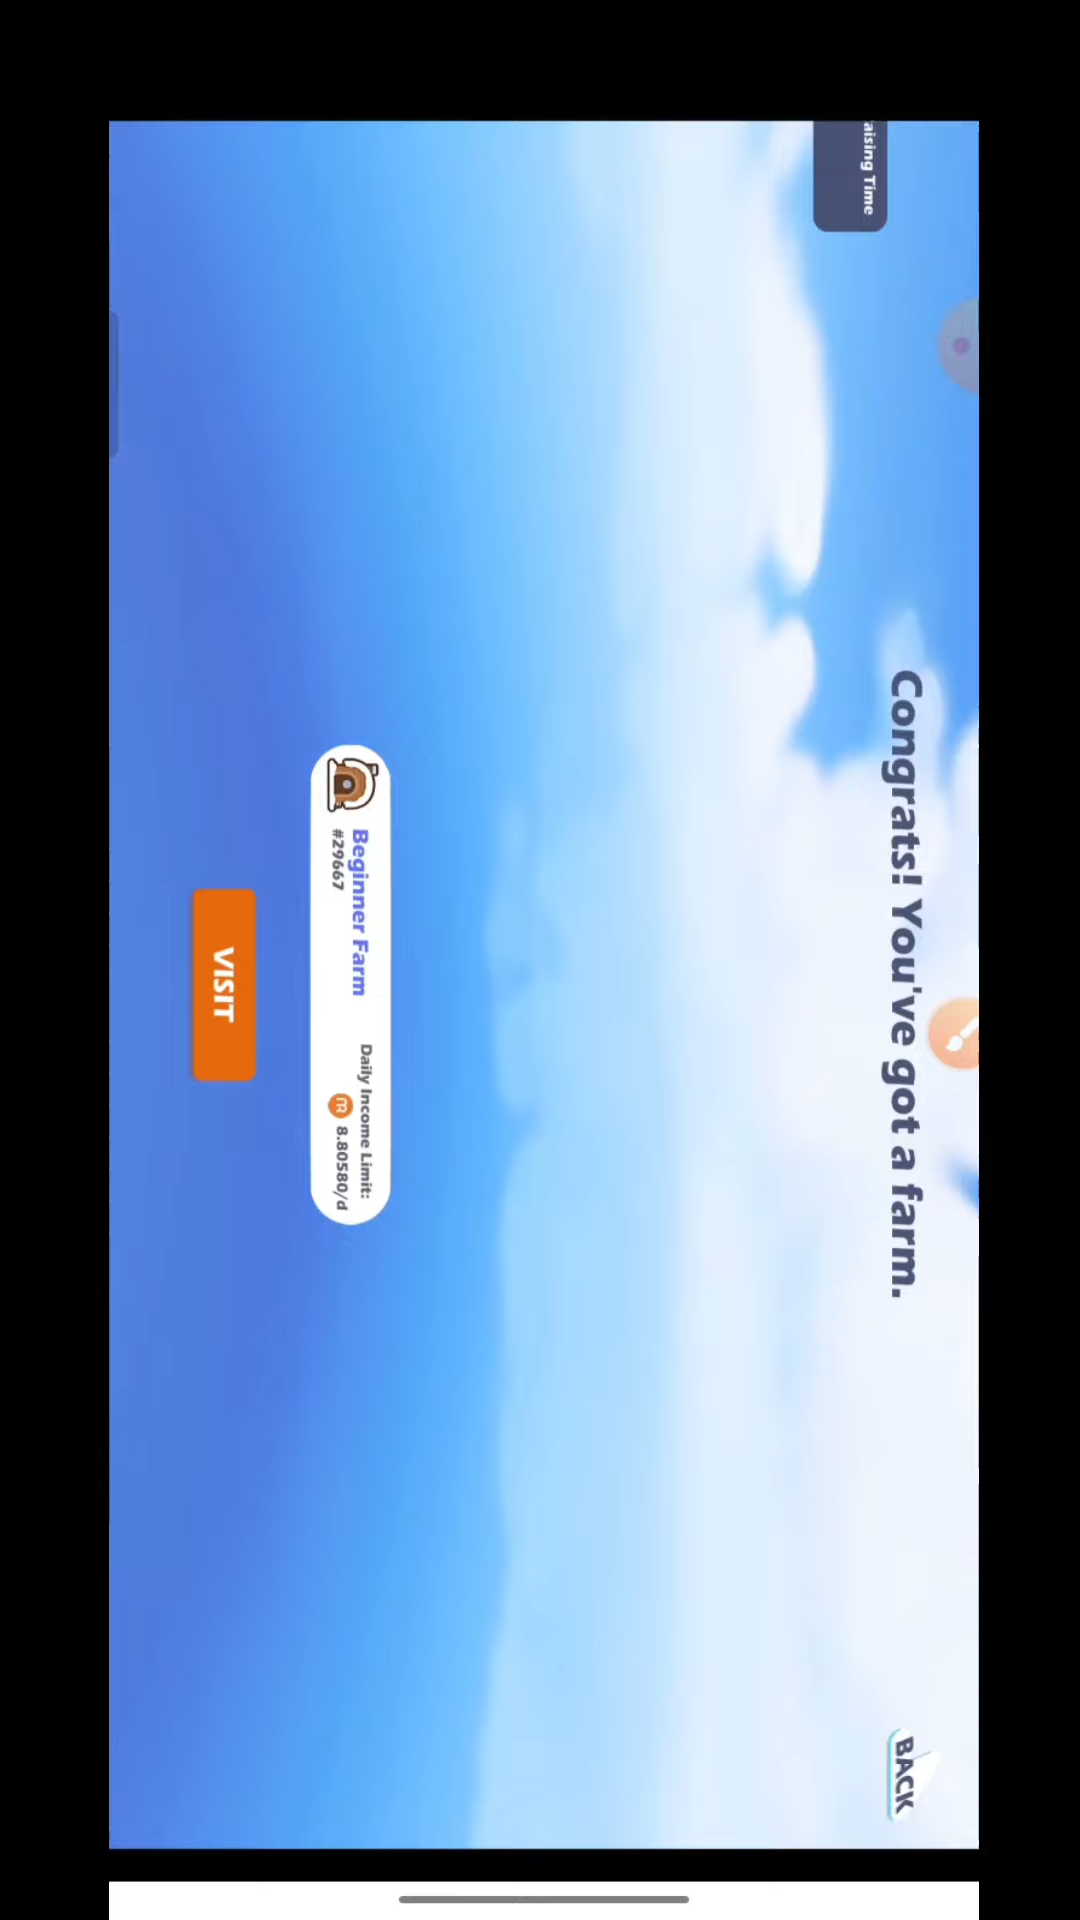 aising Time
Congrats! You've got a farm.
BACK
Beginner Farm
#29667
Daily Income Limit:
8.80580/d
VISIT